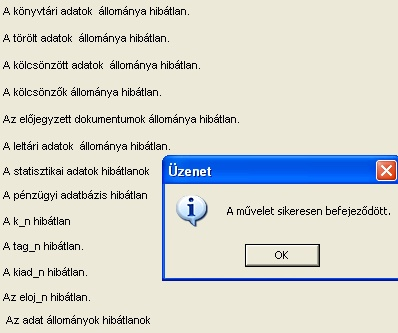 A könyvtári adatok  állománya hibátlan.
A törölt adatok  állománya hibátlan.
A kölcsönzött adatok  állománya hibátlan.
A kölcsönzők állománya hibátlan.
Az előjegyzett dokumentumok állománya hibátlan.
A leltári adatok  állománya hibátlan.
A statisztikai adatok hibátlanok
A pénzügyi adatbázis hibátlan
A k_n hibátlan
A tag_n hibátlan.
A kiad_n hibátlan.
Az eloj_n hibátlan.
Az adat állományok hibátlanok
Üzenet
A művelet sikeresen befejeződött.
OK